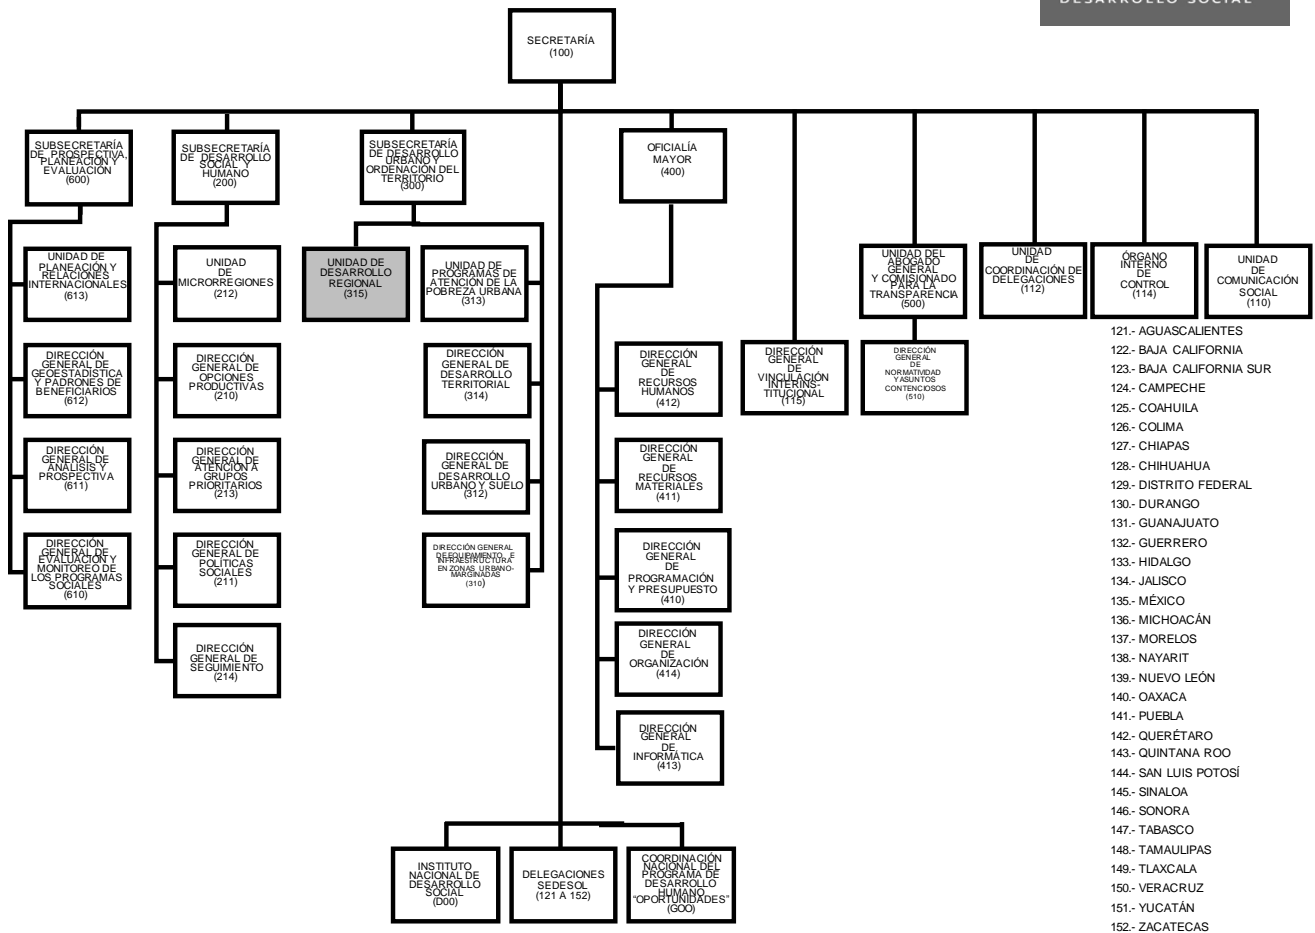 DESARROLLO SOCIAL
SECRETARÍA
(100)
SUBSECRETARÍA
DE PROSPECTIVA,
PLANEACIÓN Y
EVALUACIÓN
(600)
SUBSECRETARÍA
DE DESARROLLO
SOCIAL Y
HUMANO
(200)
SUBSECRETARÍA
DE DESARROLLO
URBANO Y
ORDENACIÓN DEL
TERRITORIO
(300)
OFICIALÍA
MAYOR
(400)
UNIDAD DE
PLANEACIÓN Y
RELACIONES
INTERNACIONALES
(613)
UNIDAD
DE
MICRORREGIONES
(212)
UNIDAD DE
DESARROLLO
REGIONAL
(315)
UNIDAD DE
PROGRAMAS DE
ATENCIÓN DE LA
POBREZA URBANA
(313)
UNIDAD DEL
ABOGADO
GENERAL
Y COMISIONADO
PARA LA
TRANSPARENCIA
(500)
UNIDAD
DE
COORDINACIÓN DE
DELEGACIONES
(112)
ÓRGANO
INTERNO
DE
CONTROL
(114)
UNIDAD
DE
COMUNICACIÓN
SOCIAL
(110)
DIRECCIÓN
GENERAL DE
GEOESTADÍSTICA
Y PADRONES DE
BENEFICIARIOS
(612)
DIRECCIÓN
GENERAL DE
OPCIONES
PRODUCTIVAS
(210)
DIRECCIÓN
GENERAL DE
DESARROLLO
TERRITORIAL
(314)
DIRECCIÓN
GENERAL
DE
RECURSOS
HUMANOS
(412)
DIRECCIÓN
GENERAL
DE
VINCULACIÓN
INTERINS-
TITUCIONAL
(115)
DIRECCIÓN
GENERAL
DE
NORMATIVIDAD
Y ASUNTOS
CONTENCIOSOS
(510)
DIRECCIÓN
GENERAL DE
ANÁLISIS Y
PROSPECTIVA
(611)
DIRECCIÓN
GENERAL DE
ATENCIÓN A
GRUPOS
PRIORITARIOS
(213)
DIRECCIÓN
GENERAL DE
DESARROLLO
URBANO Y SUELO
(312)
DIRECCIÓN
GENERAL
DE
RECURSOS
MATERIALES
(411)
DIRECCIÓN
GENERAL DE
EVALUACIÓN Y
MONITOREO DE
LOS PROGRAMAS
SOCIALES
(610)
DIRECCIÓN
GENERAL DE
POLÍTICAS
SOCIALES
(211)
DIRECCIÓN GENERAL
DE EQUIPAMIENTO E
INFRAESTRUCTURA
EN ZONAS URBANO-
MARGINADAS
(310)
DIRECCIÓN
GENERAL
DE
PROGRAMACIÓN
Y PRESUPUESTO
(410)
DIRECCIÓN
GENERAL DE
SEGUIMIENTO
(214)
DIRECCIÓN
GENERAL
DE
ORGANIZACIÓN
(414)
DIRECCIÓN
GENERAL
DE
INFORMÁTICA
(413)
INSTITUTO
NACIONAL DE
DESARROLLO
SOCIAL
(D00)
DELEGACIONES
SEDESOL
(121 A 152)
COORDINACIÓN
NACIONAL DEL
PROGRAMA DE
DESARROLLO
HUMANO
"OPORTUNIDADES"
(GOO)
121.- AGUASCALIENTES
122.- BAJA CALIFORNIA
123.- BAJA CALIFORNIA SUR
124.- CAMPECHE
125.- COAHUILA
126.- COLIMA
127.- CHIAPAS
128.- CHIHUAHUA
129.- DISTRITO FEDERAL
130.- DURANGO
131.- GUANAJUATO
132.- GUERRERO
133.- HIDALGO
134.- JALISCO
135.- MÉXICO
136.- MICHOACÁN
137.- MORELOS
138.- NAYARIT
139.- NUEVO LEÓN
140.- OAXACA
141.- PUEBLA
142.- QUERÉTARO
143.- QUINTANA ROO
144.- SAN LUIS POTOSÍ
145.- SINALOA
146.- SONORA
147.- TABASCO
148.- TAMAULIPAS
149.- TLAXCALA
150.- VERACRUZ
151.- YUCATÁN
152.- ZACATECAS